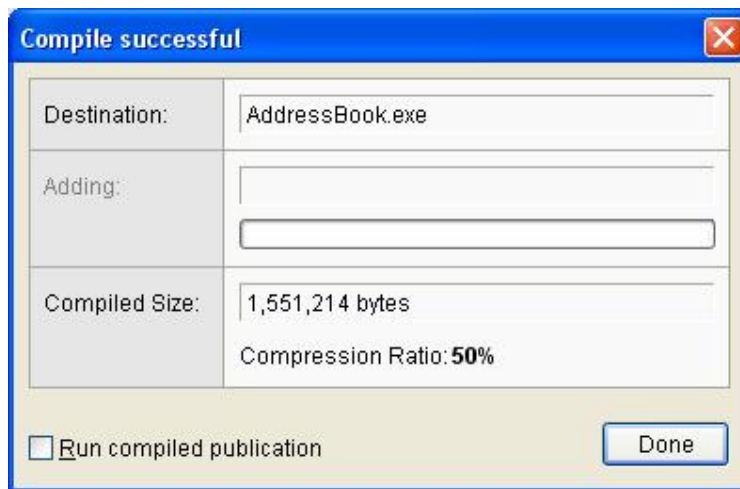 Compile successful
Destination: AddressBook.exe
Adding:
Compiled Size: 1,551,214 bytes
Compression Ratio: 50%
Run compiled publication Done